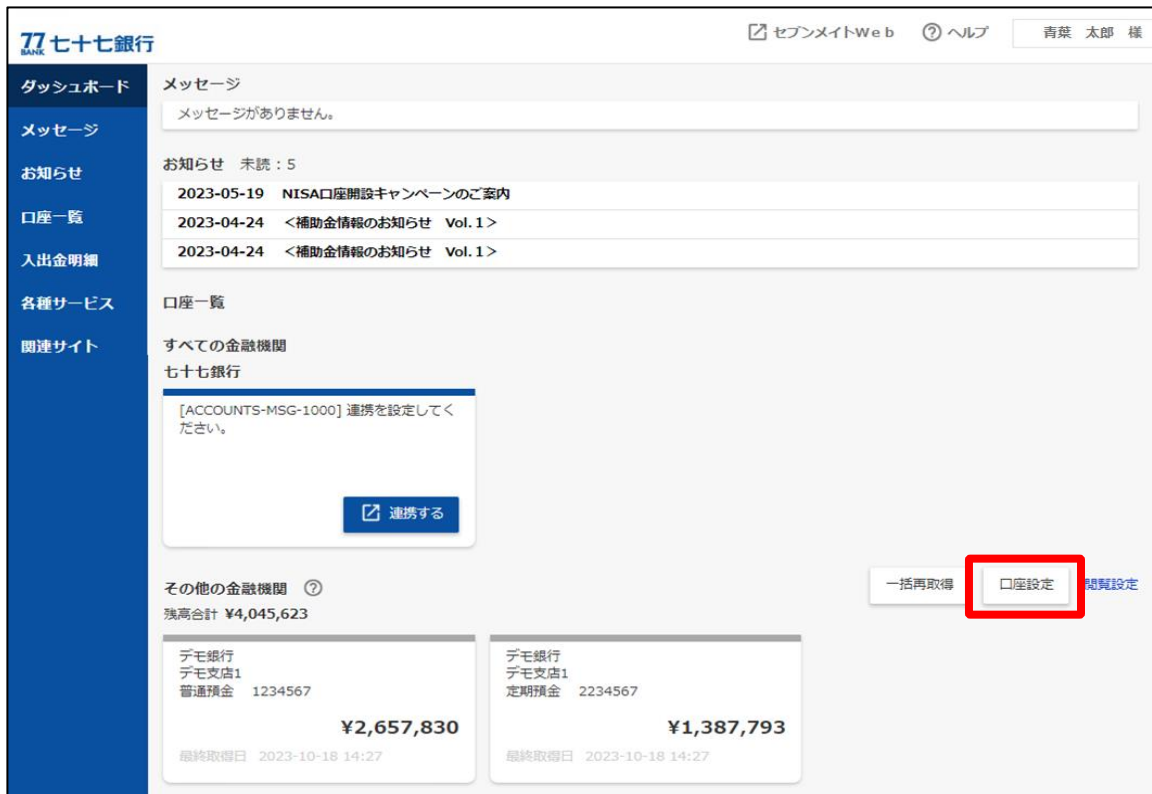 77 BANK 七十七銀行
セブンメイトWeb ヘルプ 青葉 太郎 様
ダッシュボード
メッセージ
お知らせ
口座一覧
入出金明細
各種サービス
関連サイト
メッセージ
メッセージがありません。
お知らせ 未読：5
2023-05-19 NISA口座開設キャンペーンのご案内
2023-04-24 ＜補助金情報のお知らせ Vol.1＞
2023-04-24 ＜補助金情報のお知らせ Vol.1＞
口座一覧
すべての金融機関
七十七銀行
[ACCOUNTS-MSG-1000] 連携を設定してく
ださい。
連携する
その他の金融機関 ?
一括再取得 口座設定 閲覧設定
残高合計 ¥4,045,623
デモ銀行
デモ支店1
普通預金 1234567
¥2,657,830
最終取得日 2023-10-18 14:27
デモ銀行
デモ支店1
定期預金 2234567
¥1,387,793
最終取得日 2023-10-18 14:27